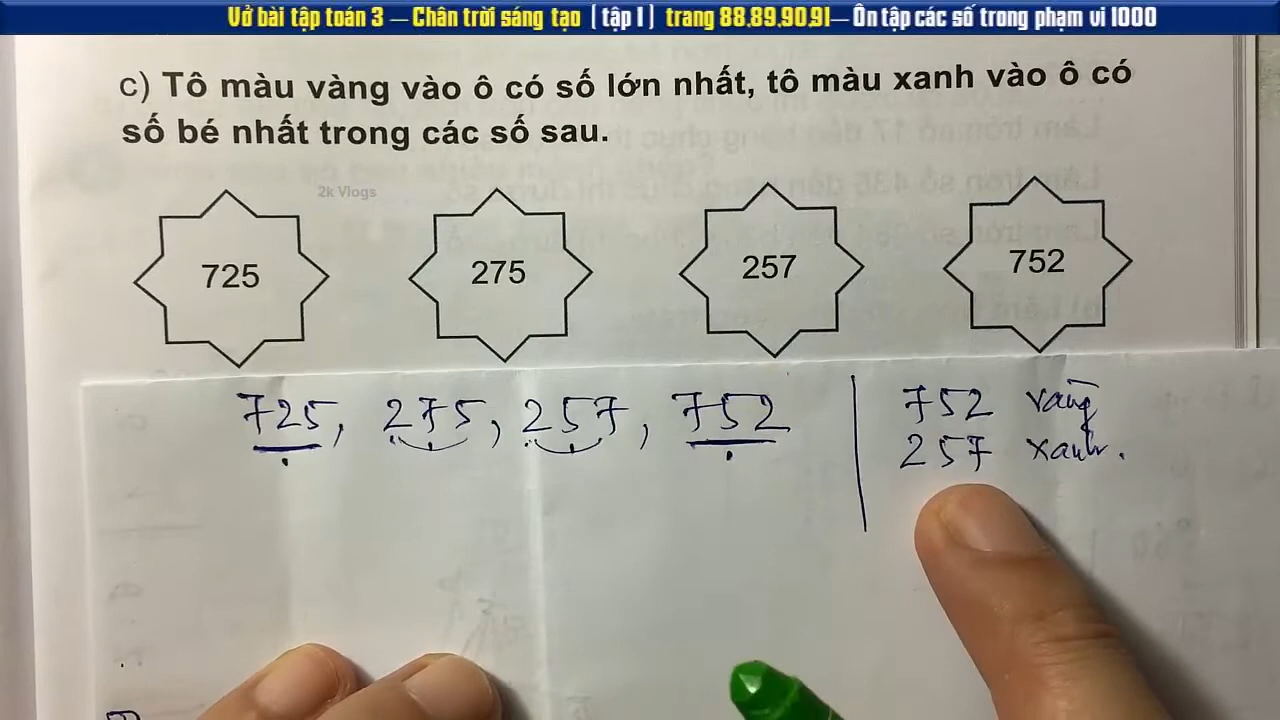 Vở bài tập toán 3 – Chân trời sáng tạo (tập 1) trang 88,89,90,91– Ôn tập các số trong phạm vi 1000
c) Tô màu vàng vào ô có số lớn nhất, tô màu xanh vào ô có
số bé nhất trong các số sau.
2k Vlogs
725 275 257 752
725, 275, 257, 752
752 vàng
257 xanh.